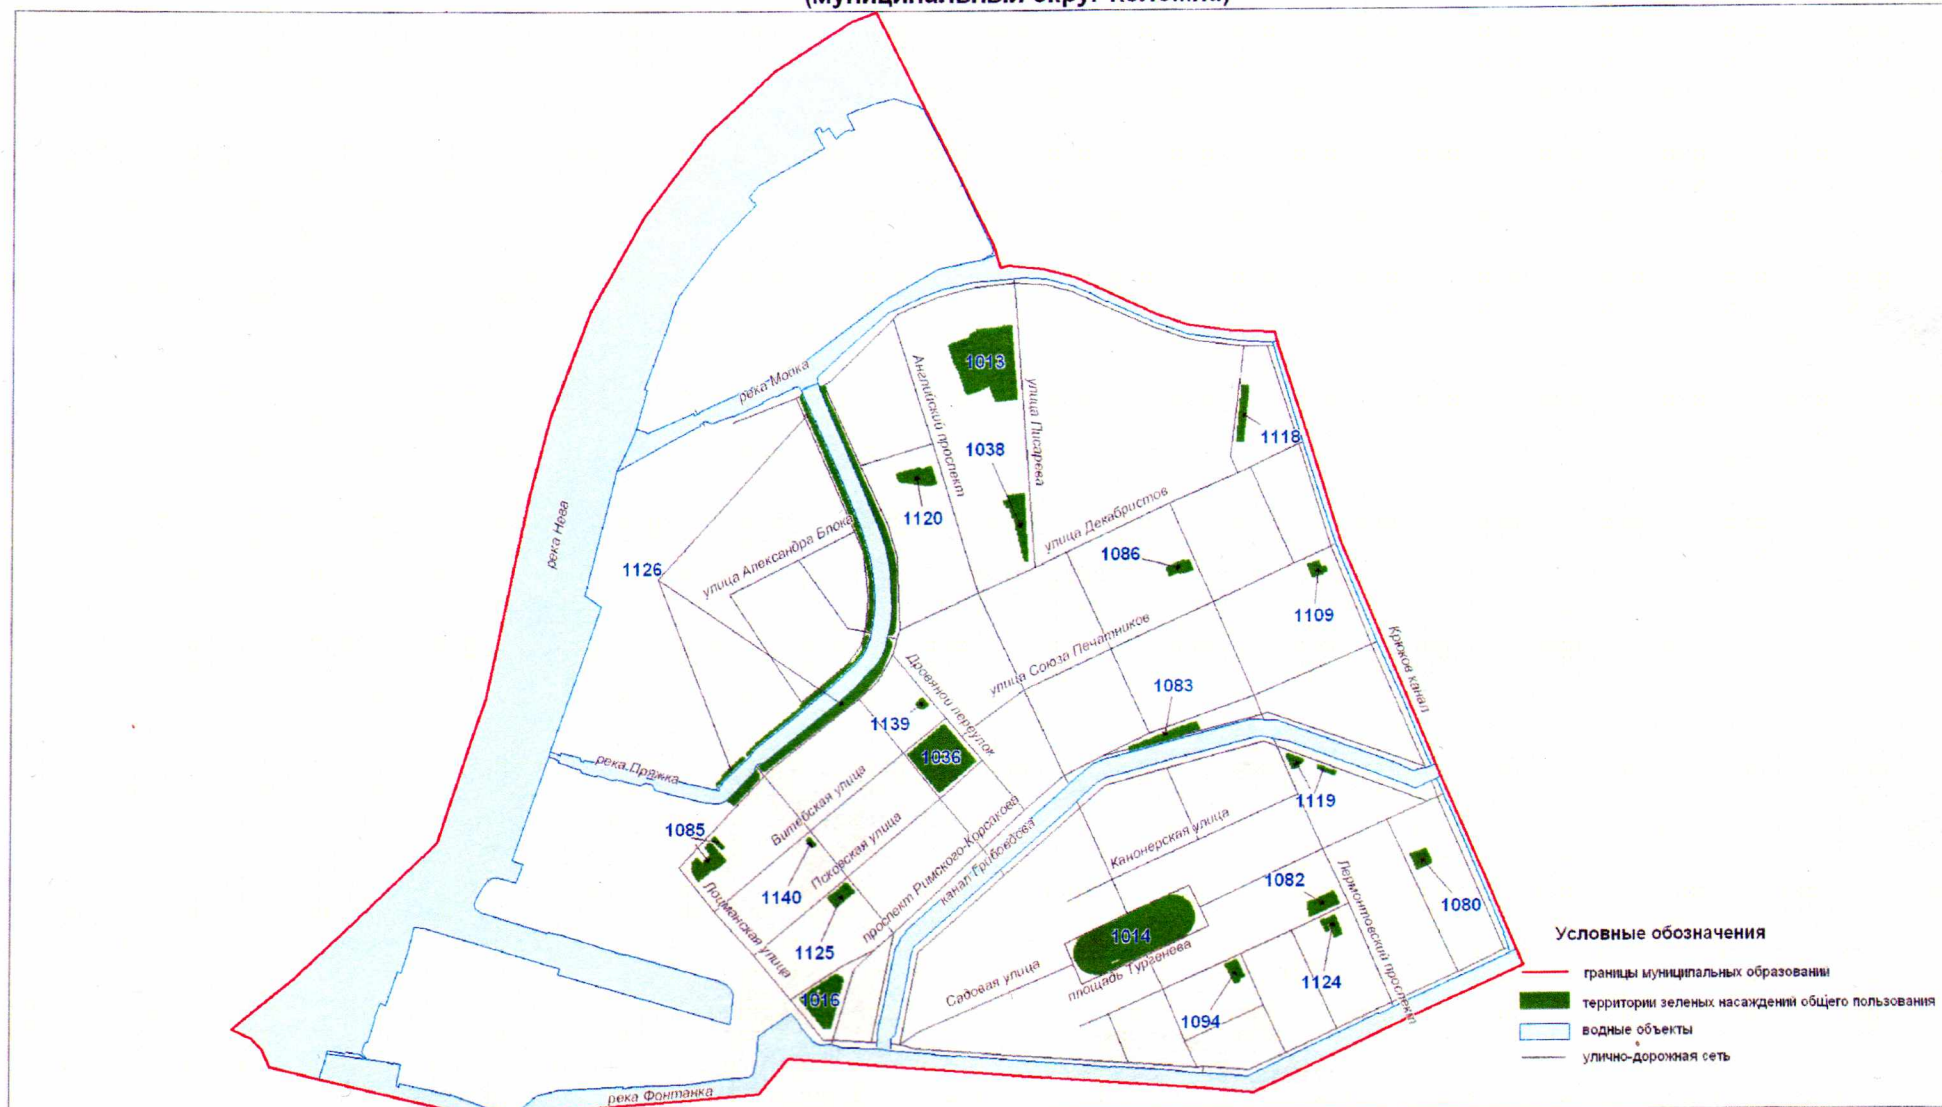 (муниципальный округ Коломна)
1013
река Мойка
Английский проспект
улица Писарева
1118
1038
1120
улица Декабристов
река Нева
улица Александра Блока
1086
1126
1109
улица Союза Печатников
Крюков канал
Дровяной переулок
1083
1139
1036
река Пряжка
1119
Витебская улица
Псковская улица
проспект Римского-Корсакова
канал Грибоедова
Канонерская улица
1085
1140
Лоцманская улица
1082
Лермонтовский проспект
1080
1125
1014
площадь Тургенева
Садовая улица
1124
1094
1016
река Фонтанка
Условные обозначения
границы муниципальных образовании
территории зеленых насаждений общего пользования
водные объекты
улично-дорожная сеть